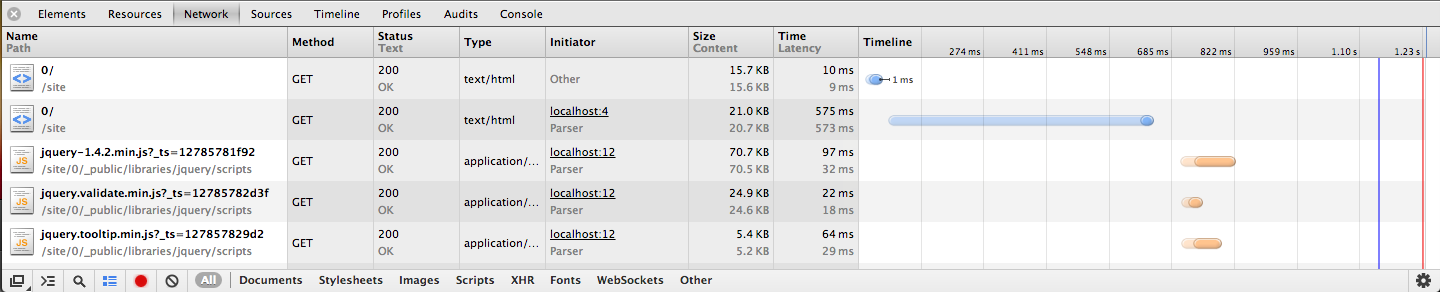 Elements Resources Network Sources Timeline Profiles Audits Console
Name Path Method Status Text Type Initiator Size Content Time Latency Timeline 274 ms 411 ms 548 ms 685 ms 822 ms 959 ms 1.10 s 1.23 s
0/ 200 15.7 KB 10 ms
/site GET OK text/html Other 15.6 KB 9 ms 1 ms
0/ 200 localhost:4 21.0 KB 575 ms
/site GET OK text/html Parser 20.7 KB 573 ms
jquery-1.4.2.min.js?_ts=12785781f92 200 localhost:12 70.7 KB 97 ms
/site/0/_public/libraries/jquery/scripts GET OK application/... Parser 70.5 KB 32 ms
jquery.validate.min.js?_ts=12785782d3f 200 localhost:12 24.9 KB 22 ms
/site/0/_public/libraries/jquery/scripts GET OK application/... Parser 24.6 KB 18 ms
jquery.tooltip.min.js?_ts=127857829d2 200 localhost:12 5.4 KB 64 ms
/site/0/_public/libraries/jquery/scripts GET OK application/... Parser 5.2 KB 29 ms
All Documents Stylesheets Images Scripts XHR Fonts WebSockets Other